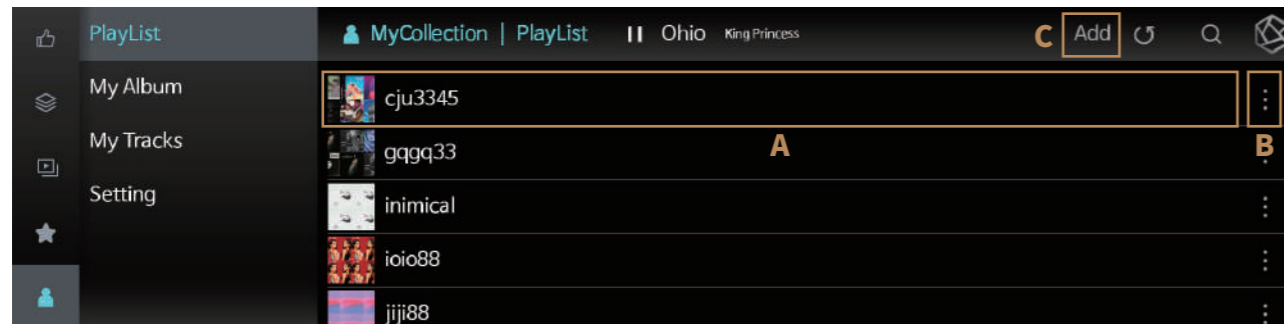 PlayList
MyCollection | PlayList
Ohio King Princess
C Add
My Album
My Tracks
Setting
cju3345
A
B
gqgq33
inimical
ioio88
jiji88